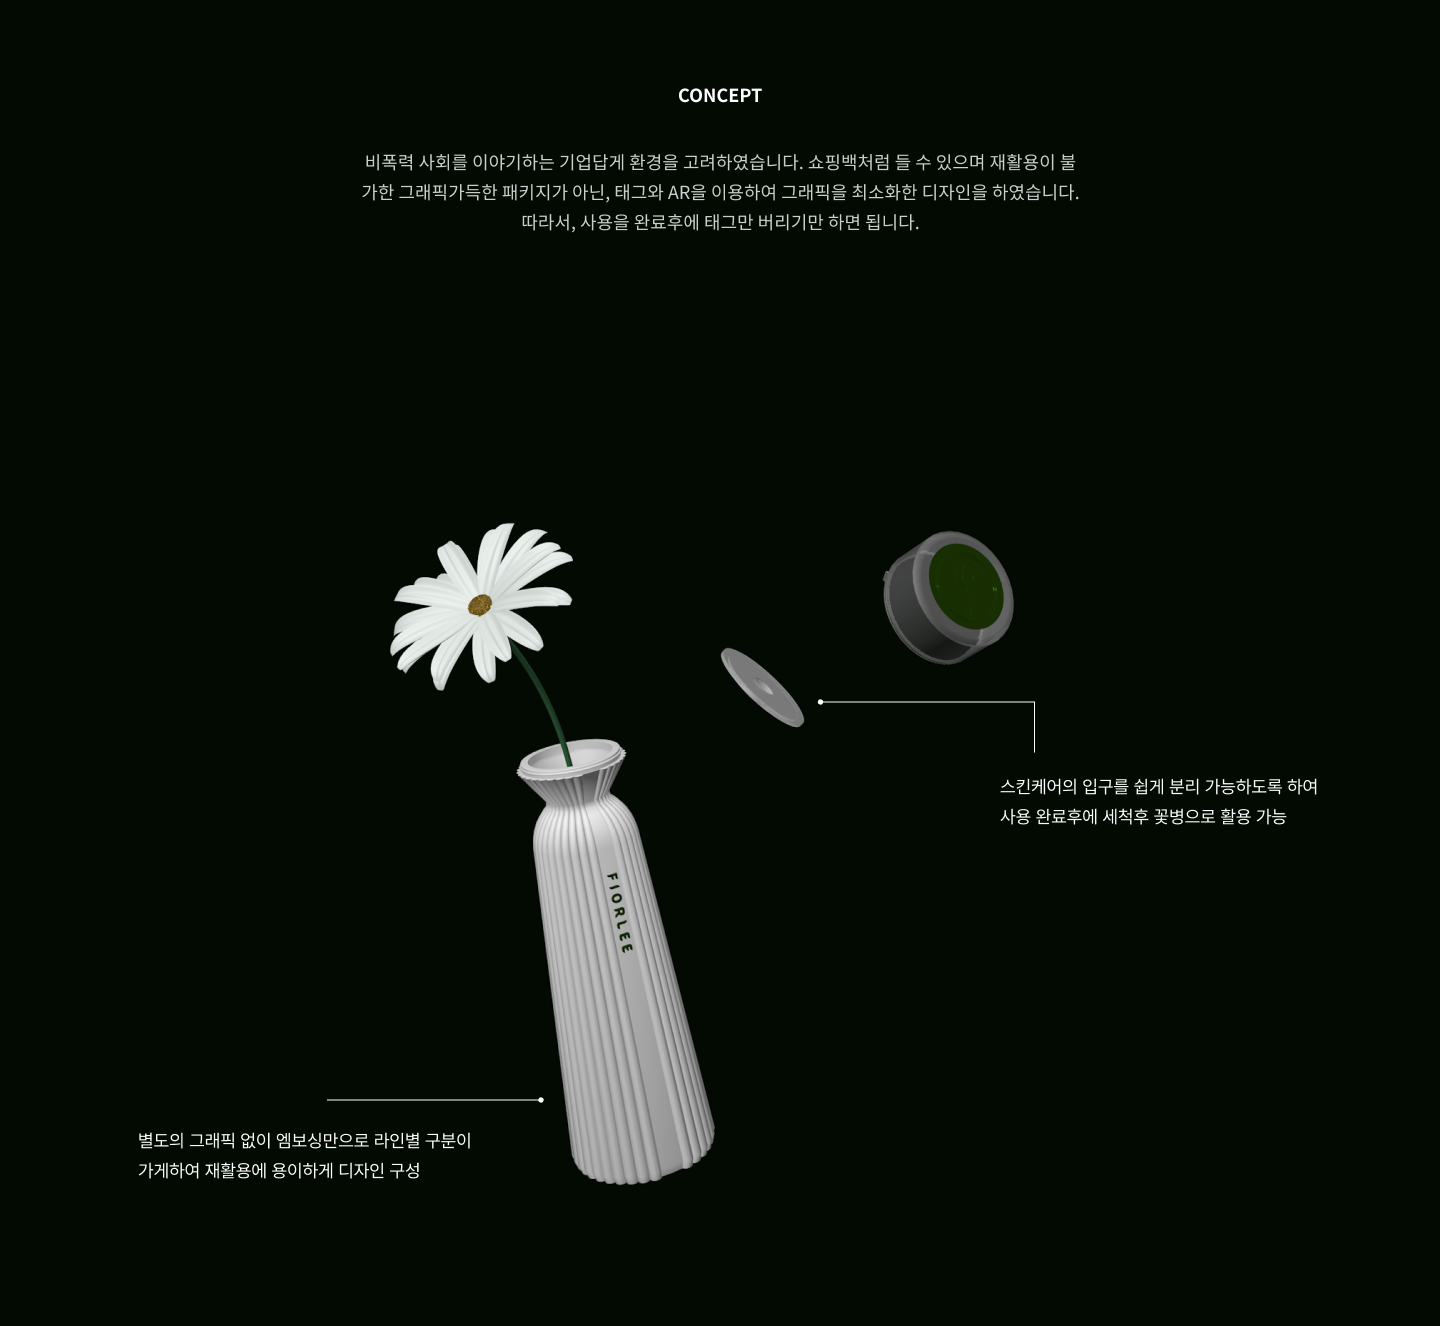 CONCEPT
비폭력 사회를 이야기하는 기업답게 환경을 고려하였습니다. 쇼핑백처럼 들 수 있으며 재활용이 불
가한 그래픽가득한 패키지가 아닌, 태그와 AR을 이용하여 그래픽을 최소화한 디자인을 하였습니다.
따라서, 사용을 완료후에 태그만 버리기만 하면 됩니다.
스킨케어의 입구를 쉽게 분리 가능하도록 하여
사용 완료후에 세척후 꽃병으로 활용 가능
FIORLEE
별도의 그래픽 없이 엠보싱만으로 라인별 구분이
가게하여 재활용에 용이하게 디자인 구성